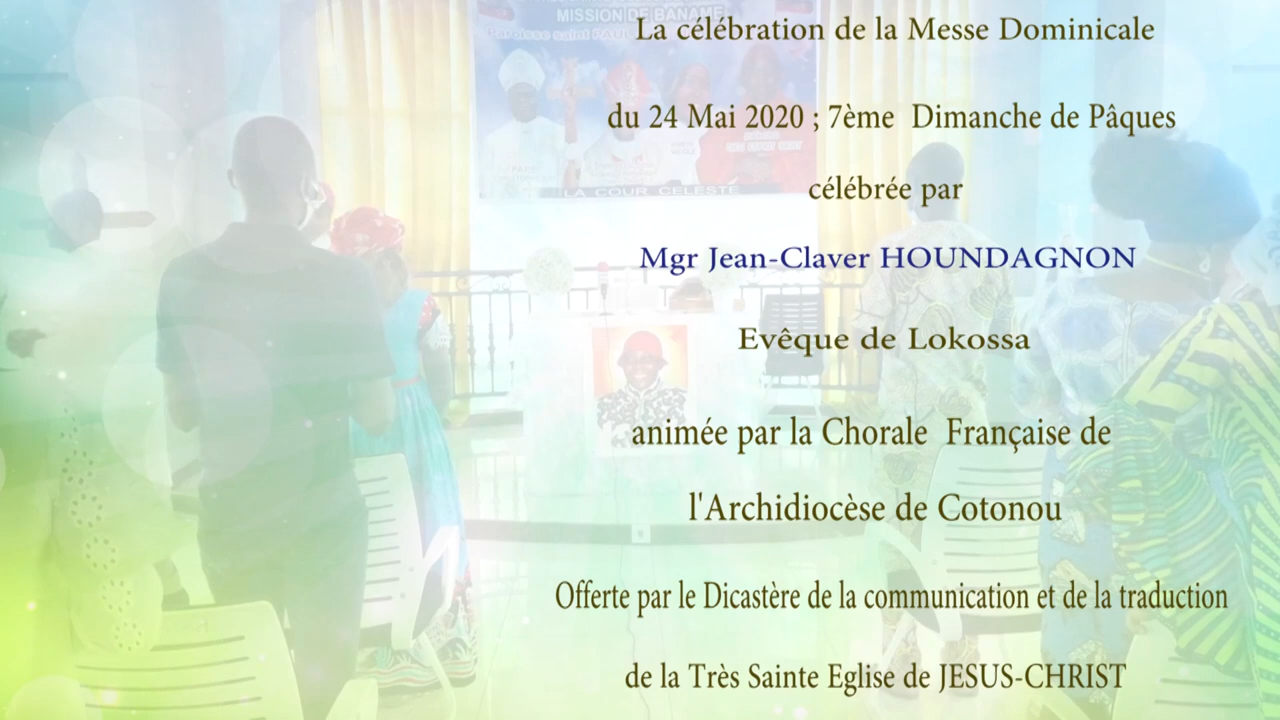 MISSION DE BANAME
Paroisse saint PAUL
LA COUR CELESTE
La célébration de la Messe Dominicale
du 24 Mai 2020 ; 7ème Dimanche de Pâques
célébrée par
Mgr Jean-Claver HOUNDAGNON
Evêque de Lokossa
animée par la Chorale Française de
l'Archidiocèse de Cotonou
Offerte par le Dicastère de la communication et de la traduction
de la Très Sainte Eglise de JESUS-CHRIST